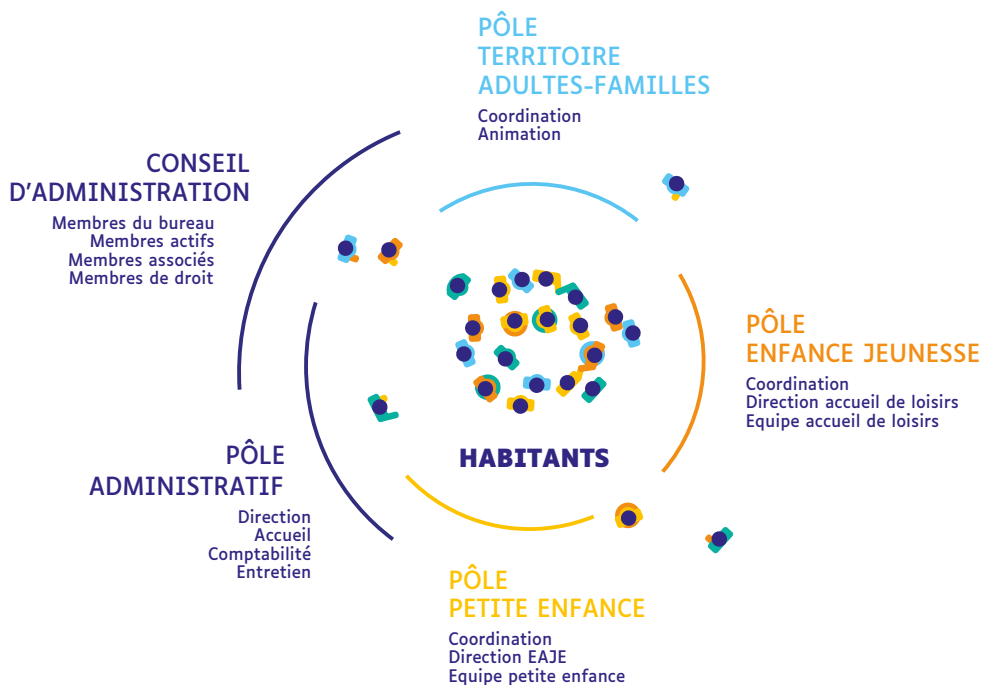 PÔLE
TERRITOIRE
ADULTES-FAMILLES
Coordination
Animation
CONSEIL
D'ADMINISTRATION
Membres du bureau
Membres actifs
Membres associés
Membres de droit
PÔLE
ENFANCE JEUNESSE
Coordination
Direction accueil de loisirs
Equipe accueil de loisirs
HABITANTS
PÔLE
ADMINISTRATIF
Direction
Accueil
Comptabilité
Entretien
PÔLE
PETITE ENFANCE
Coordination
Direction EAJE
Equipe petite enfance